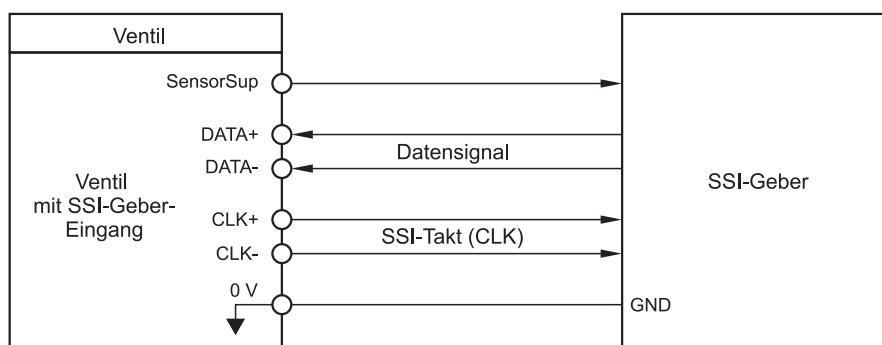 Ventil
SensorSup
DATA+
Datensignal
DATA-
SSI-Geber
Ventil
mit SSI-Geber-
Eingang
CLK+
SSI-Takt (CLK)
CLK-
0 V
GND